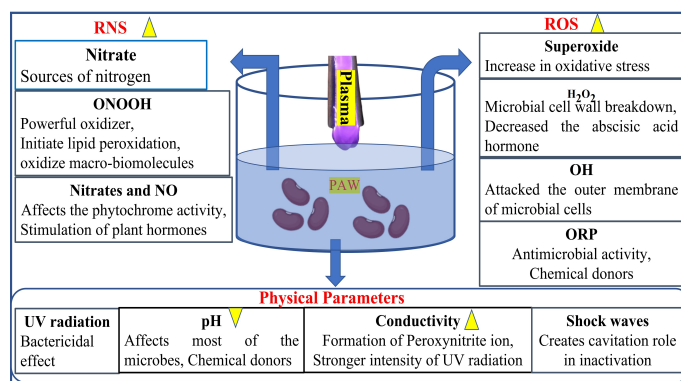 RNS
Nitrate
Sources of nitrogen
ONOOH
Powerful oxidizer,
Initiate lipid peroxidation,
oxidize macro-biomolecules
Nitrates and NO
Affects the phytochrome activity,
Stimulation of plant hormones
Plasma
PAW
ROS
Superoxide
Increase in oxidative stress
H2O2
Microbial cell wall breakdown,
Decreased the abscisic acid
hormone
OH
Attacked the outer membrane
of microbial cells
ORP
Antimicrobial activity,
Chemical donors
Physical Parameters
UV radiation
Bactericidal
effect
pH
Affects most of the
microbes, Chemical donors
Conductivity
Formation of Peroxynitrite ion,
Stronger intensity of UV radiation
Shock waves
Creates cavitation role
in inactivation